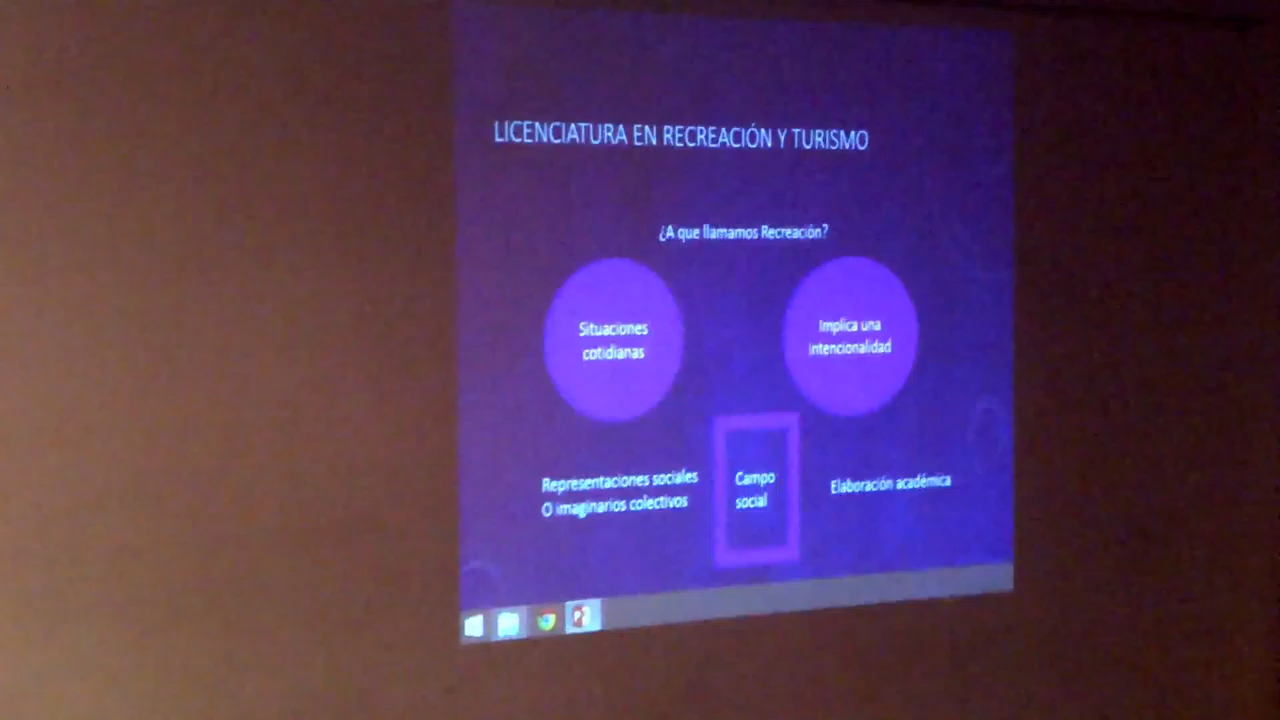 LICENCIATURA EN RECREACIÓN Y TURISMO
¿A que llamamos Recreación?
Situaciones
cotidianas
Implica una
intencionalidad
Representaciones sociales
O imaginarios colectivos
Campo
social
Elaboración académica